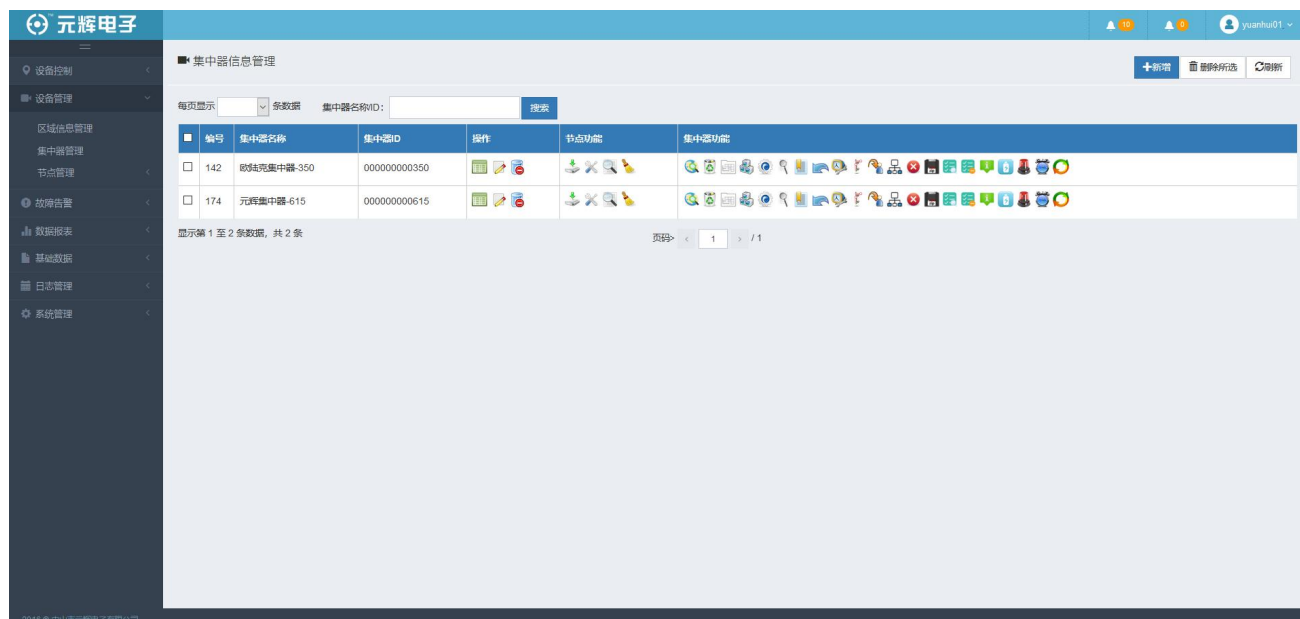 元辉电子
10
0
yuanhui01
设备控制
设备管理
区域信息管理
集中器管理
节点管理
故障告警
数据报表
基础数据
日志管理
系统管理
集中器信息管理
新增
删除所选
刷新
每页显示 条数据 集中器名称/ID: 搜索
编号 集中器名称 集中器ID 操作 节点功能 集中器功能
142 欧陆克集中器-350 000000000350
174 元辉集中器-615 000000000615
显示第 1 至 2 条数据, 共 2 条
页码> ‹ 1 › / 1